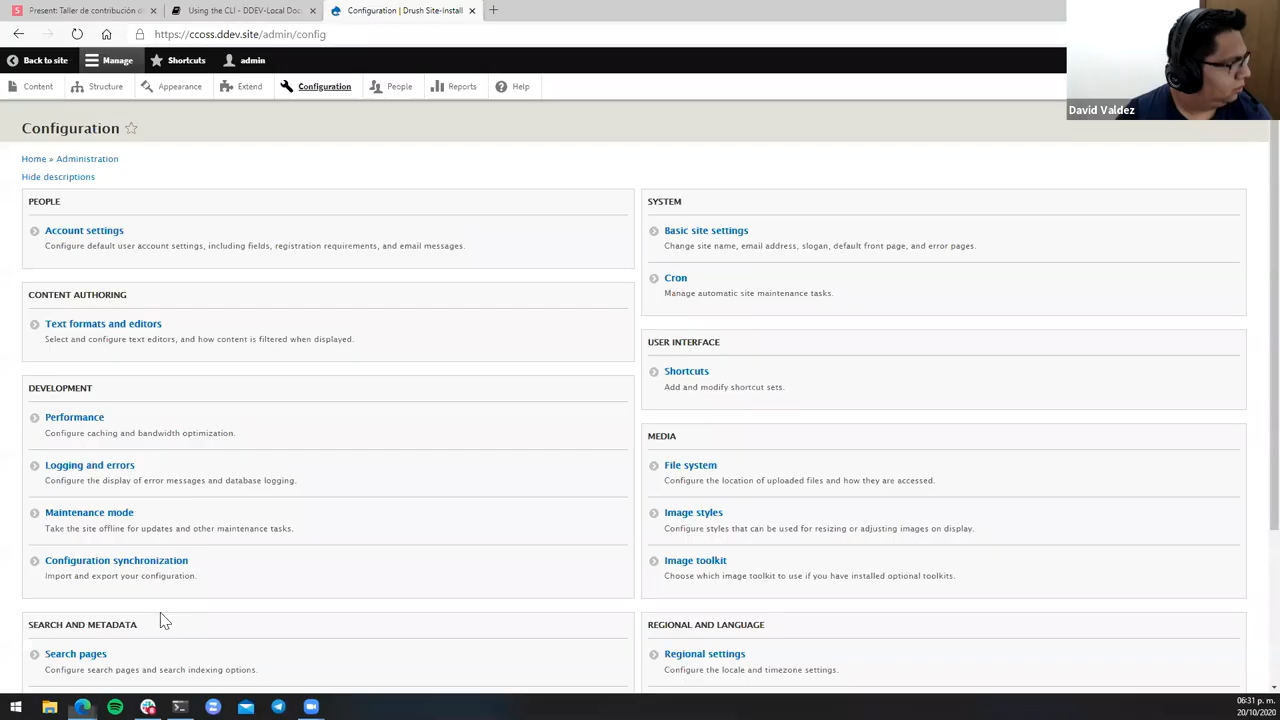 Present: Taller de contribución d
Using the CLI - DDEV-Local Doc
Configuration | Drush Site-Install
https://ccoss.ddev.site/admin/config
Back to site
Manage
Shortcuts
admin
Content
Structure
Appearance
Extend
Configuration
People
Reports
Help
David Valdez
Configuration
Home » Administration
Hide descriptions
PEOPLE
Account settings
Configure default user account settings, including fields, registration requirements, and email messages.
CONTENT AUTHORING
Text formats and editors
Select and configure text editors, and how content is filtered when displayed.
DEVELOPMENT
Performance
Configure caching and bandwidth optimization.
Logging and errors
Configure the display of error messages and database logging.
Maintenance mode
Take the site offline for updates and other maintenance tasks.
Configuration synchronization
Import and export your configuration.
SEARCH AND METADATA
Search pages
Configure search pages and search indexing options.
SYSTEM
Basic site settings
Change site name, email address, slogan, default front page, and error pages.
Cron
Manage automatic site maintenance tasks.
USER INTERFACE
Shortcuts
Add and modify shortcut sets.
MEDIA
File system
Configure the location of uploaded files and how they are accessed.
Image styles
Configure styles that can be used for resizing or adjusting images on display.
Image toolkit
Choose which image toolkit to use if you have installed optional toolkits.
REGIONAL AND LANGUAGE
Regional settings
Configure the locale and timezone settings.
06:31 p. m.
20/10/2020